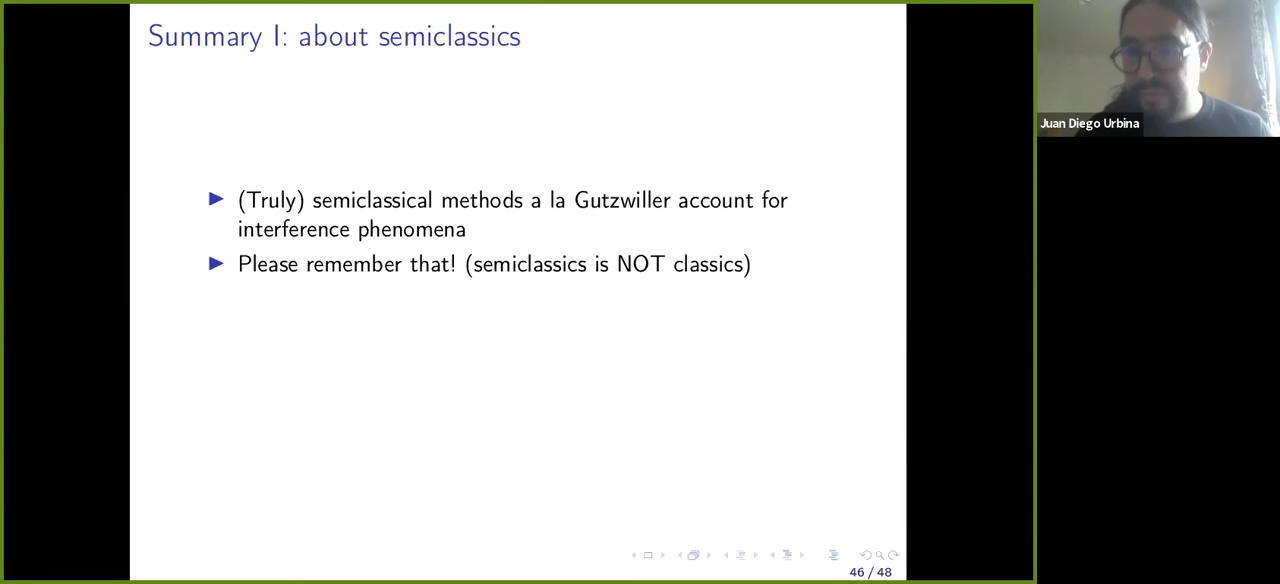 Summary I: about semiclassics
(Truly) semiclassical methods a la Gutzwiller account for
interference phenomena
Please remember that! (semiclassics is NOT classics)
46 / 48
Juan Diego Urbina